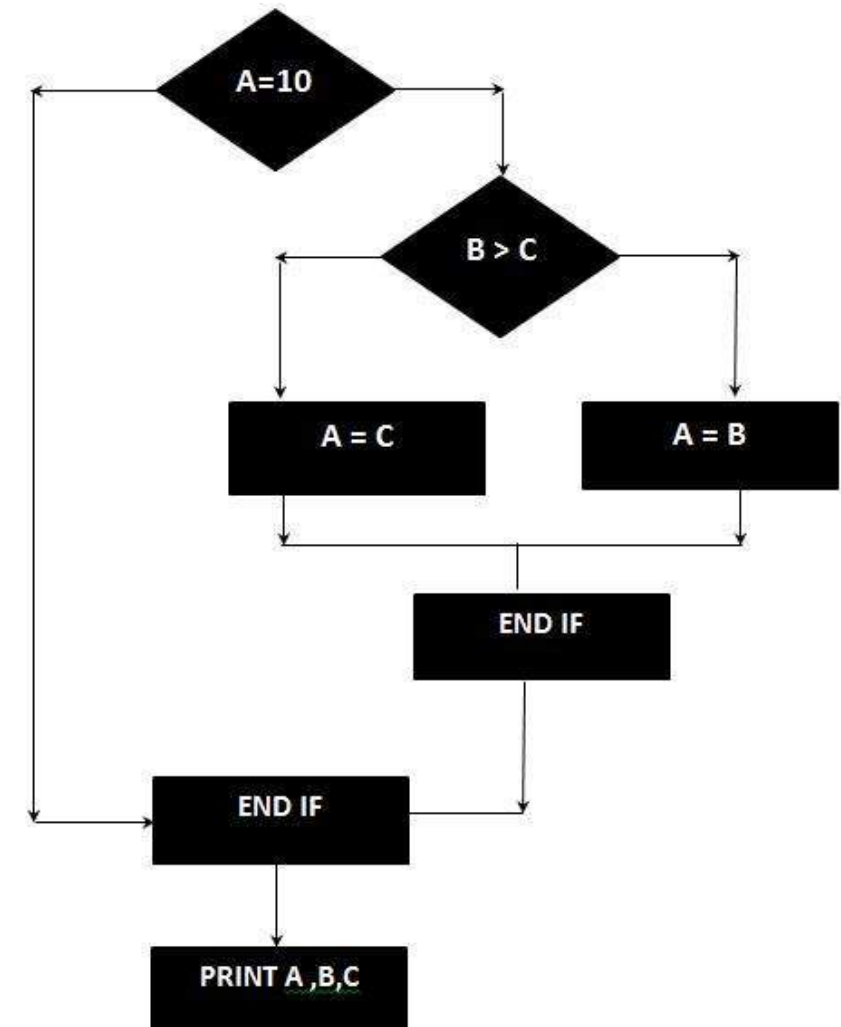 A=10
B > C
A = C
A = B
END IF
END IF
PRINT A ,B,C